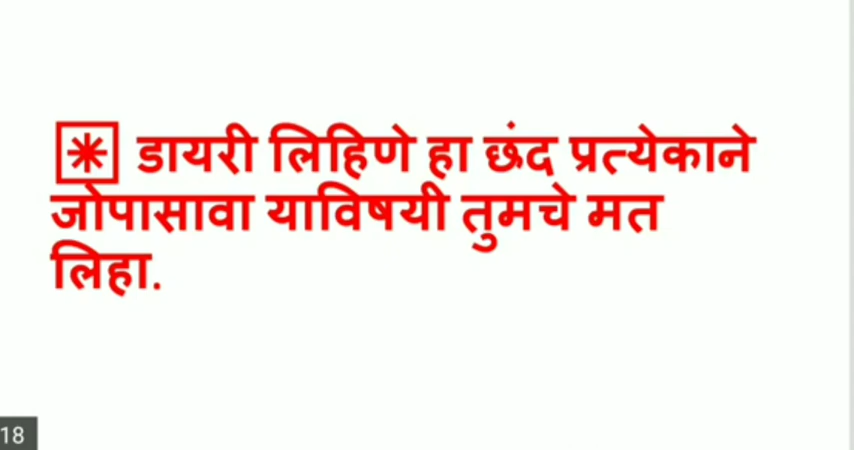 ✳ डायरी लिहिणे हा छंद प्रत्येकाने
जोपासावा याविषयी तुमचे मत
लिहा.
18